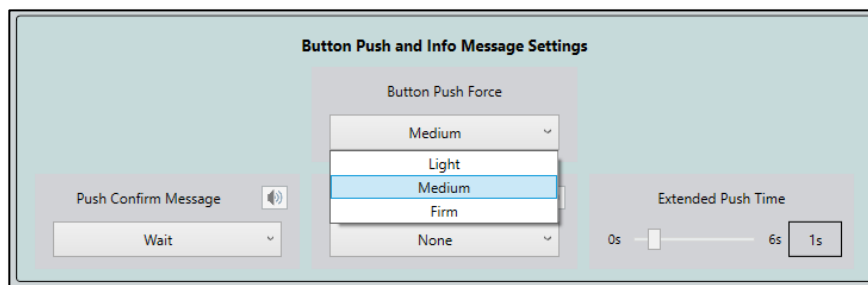 Button Push and Info Message Settings
Button Push Force
Medium
Light
Medium
Firm
Push Confirm Message
Wait
None
Extended Push Time
0s
6s
1s